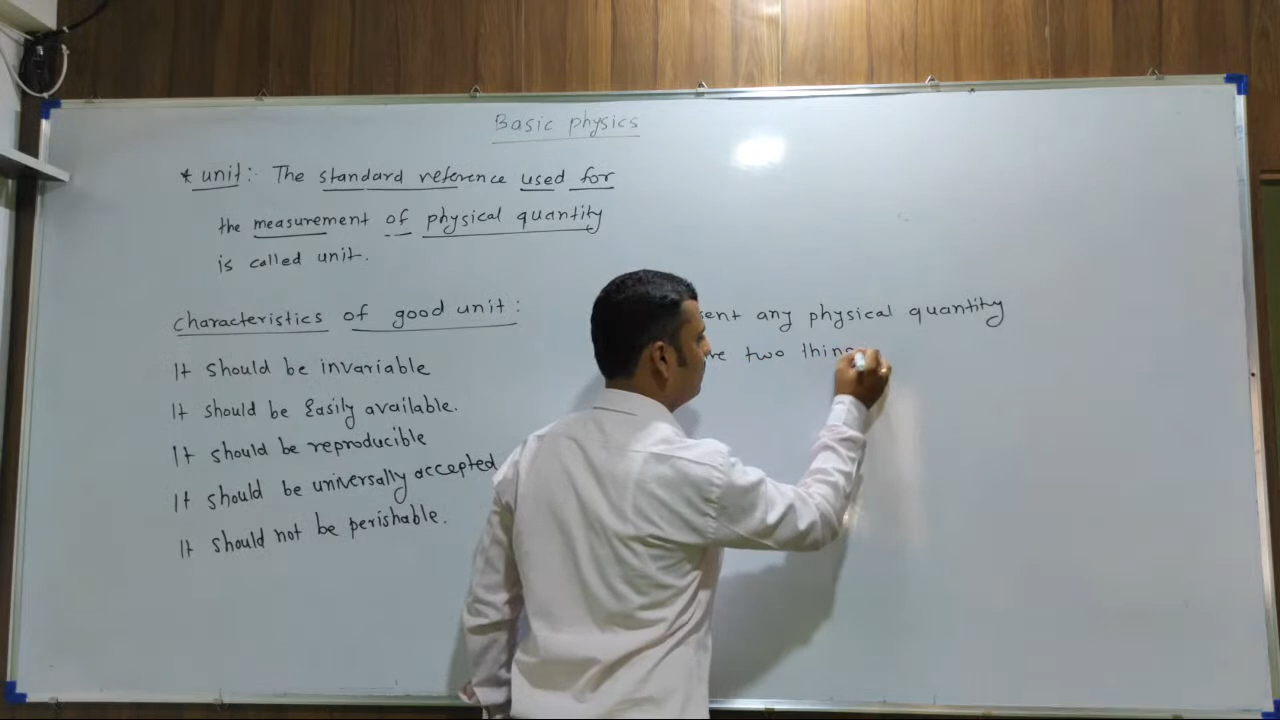 Basic physics
* unit:- The standard reference used for
the measurement of physical quantity
is called unit.
characteristics of good unit:
It should be invariable
It should be Easily available.
It should be reproducible
It should be universally accepted
It should not be perishable.
any physical quantity
two thing